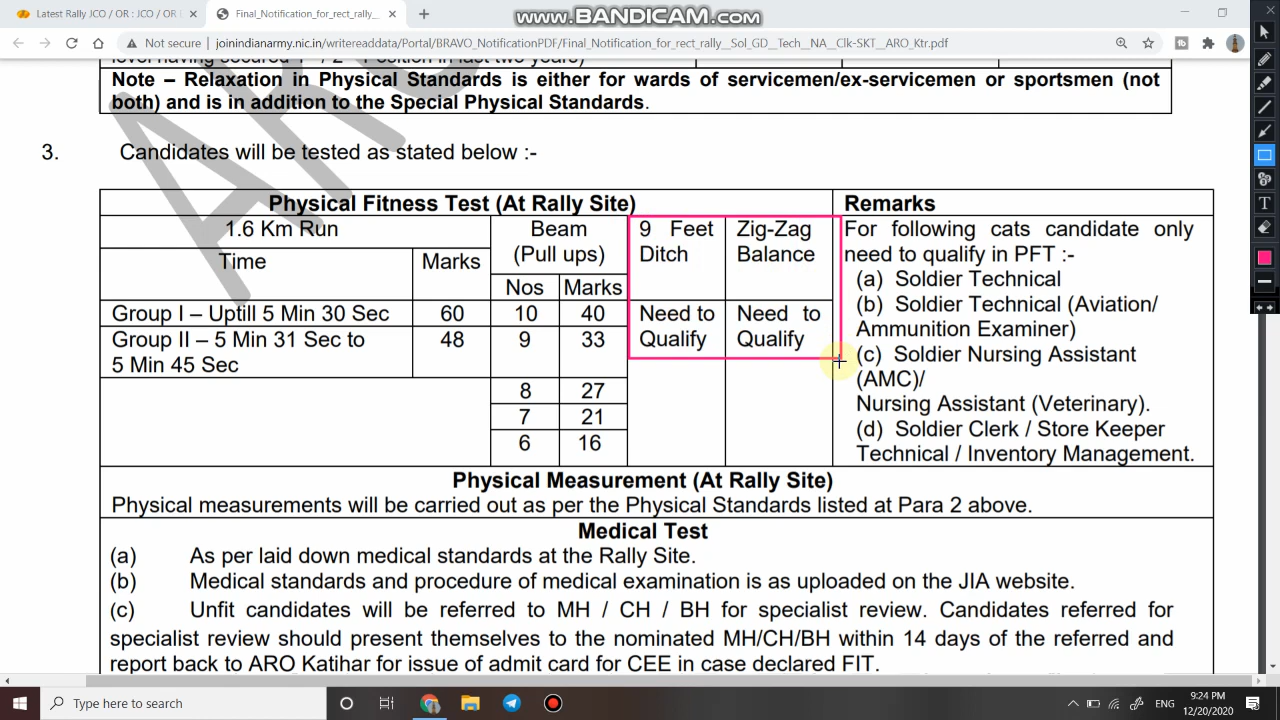 Latest Rally JCO / OR : JCO / OR E
Final_Notification_for_rect_rally_
www.BANDICAM.com
Not secure | joinindianarmy.nic.in/writereaddata/Portal/BRAVO_NotificationPDF/Final_Notification_for_rect_rally__Sol_GD__Tech__NA__Clk-SKT__ARO_Ktr.pdf
Note – Relaxation in Physical Standards is either for wards of servicemen/ex-servicemen or sportsmen (not
both) and is in addition to the Special Physical Standards.
3. Candidates will be tested as stated below :-
Physical Fitness Test (At Rally Site) Remarks
1.6 Km Run
Beam
(Pull ups)
9 Feet
Ditch
Zig-Zag
Balance
Time Marks
Nos Marks
Group I – Uptill 5 Min 30 Sec 60 10 40
Need to
Qualify
Need to
Qualify
Group II – 5 Min 31 Sec to
5 Min 45 Sec
48 9 33
8 27
7 21
6 16
For following cats candidate only
need to qualify in PFT :-
(a) Soldier Technical
(b) Soldier Technical (Aviation/
Ammunition Examiner)
(c) Soldier Nursing Assistant
(AMC)/
Nursing Assistant (Veterinary).
(d) Soldier Clerk / Store Keeper
Technical / Inventory Management.
Physical Measurement (At Rally Site)
Physical measurements will be carried out as per the Physical Standards listed at Para 2 above.
Medical Test
(a) As per laid down medical standards at the Rally Site.
(b) Medical standards and procedure of medical examination is as uploaded on the JIA website.
(c) Unfit candidates will be referred to MH / CH / BH for specialist review. Candidates referred for
specialist review should present themselves to the nominated MH/CH/BH within 14 days of the referred and
report back to ARO Katihar for issue of admit card for CEE in case declared FIT.
Type here to search
ENG
9:24 PM
12/20/2020